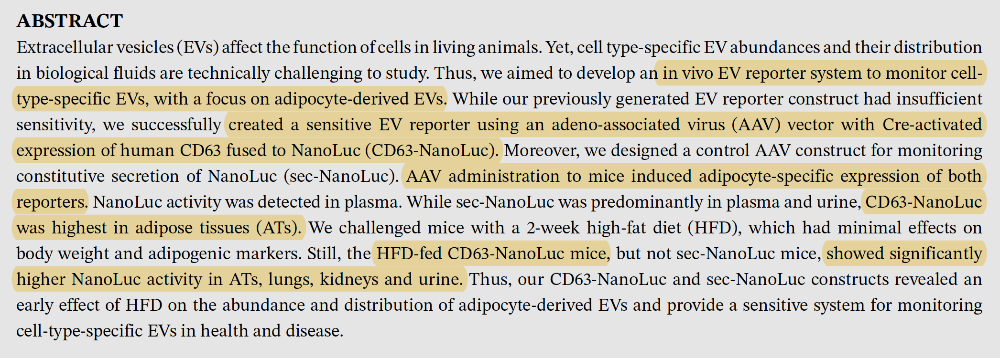 ABSTRACT
Extracellular vesicles (EVs) affect the function of cells in living animals. Yet, cell type-specific EV abundances and their distribution
in biological fluids are technically challenging to study. Thus, we aimed to develop an in vivo EV reporter system to monitor cell-
type-specific EVs, with a focus on adipocyte-derived EVs. While our previously generated EV reporter construct had insufficient
sensitivity, we successfully created a sensitive EV reporter using an adeno-associated virus (AAV) vector with Cre-activated
expression of human CD63 fused to NanoLuc (CD63-NanoLuc). Moreover, we designed a control AAV construct for monitoring
constitutive secretion of NanoLuc (sec-NanoLuc). AAV administration to mice induced adipocyte-specific expression of both
reporters. NanoLuc activity was detected in plasma. While sec-NanoLuc was predominantly in plasma and urine, CD63-NanoLuc
was highest in adipose tissues (ATs). We challenged mice with a 2-week high-fat diet (HFD), which had minimal effects on
body weight and adipogenic markers. Still, the HFD-fed CD63-NanoLuc mice, but not sec-NanoLuc mice, showed significantly
higher NanoLuc activity in ATs, lungs, kidneys and urine. Thus, our CD63-NanoLuc and sec-NanoLuc constructs revealed an
early effect of HFD on the abundance and distribution of adipocyte-derived EVs and provide a sensitive system for monitoring
cell-type-specific EVs in health and disease.